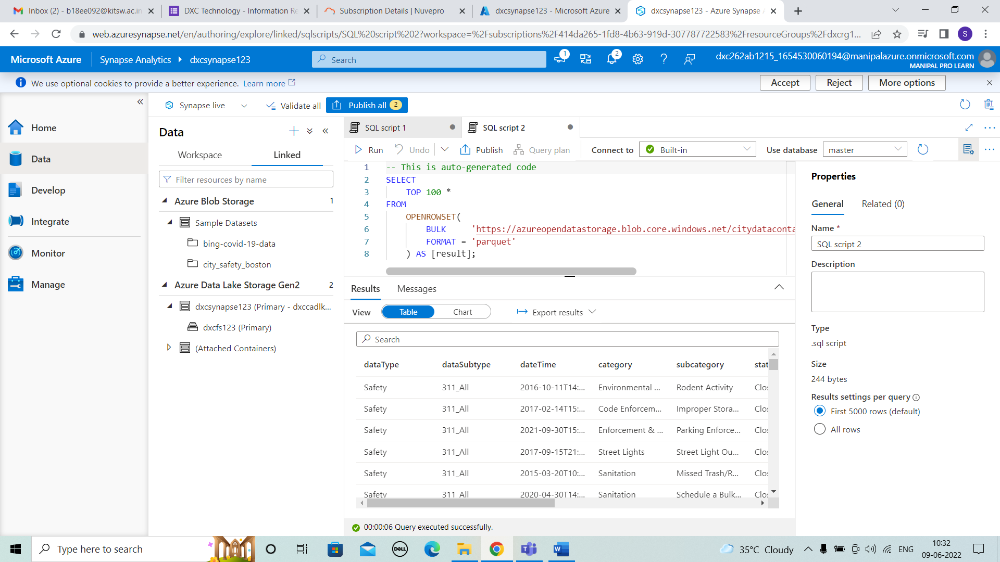 Inbox (2) - b18ee092@kitsw.ac.in
DXC Technology - Information Re
Subscription Details | Nuvepro
dxcsynapse123 - Microsoft Azure
dxcsynapse123 - Azure Synapse A
web.azuresynapse.net/en/authoring/explore/linked/sqlscripts/SQL%20script%202?workspace=%2Fsubscriptions%2F414da265-1fd8-4b63-919d-307787722583%2FresourceGroups%2Fdxcrg1...
S
Microsoft Azure
Synapse Analytics
dxcsynapse123
Search
1
2
dxc262ab1215_1654530060194@manipalazure.onmicrosoft.com
MANIPAL PRO LEARN
We use optional cookies to provide a better experience. Learn more
Accept
Reject
More options
Home
Data
Develop
Integrate
Monitor
Manage
Synapse live
Validate all
Publish all 2
Data
Workspace
Linked
Filter resources by name
Azure Blob Storage 1
Sample Datasets
bing-covid-19-data
city_safety_boston
Azure Data Lake Storage Gen2 2
dxcsynapse123 (Primary - dxccadlk...
dxcfs123 (Primary)
(Attached Containers)
SQL script 1
SQL script 2
Run
Undo
Publish
Query plan
Connect to
Built-in
Use database
master
1 -- This is auto-generated code
2 SELECT
3 TOP 100 *
4 FROM
5 OPENROWSET(
6 BULK 'https://azureopendatastorage.blob.core.windows.net/citydataconta
7 FORMAT = 'parquet'
8 ) AS [result];
Results
Messages
View
Table
Chart
Export results
Search
dataType dataSubtype dateTime category subcategory stat
Safety 311_All 2016-10-11T14:... Environmental ... Rodent Activity Clos
Safety 311_All 2017-02-14T15:... Code Enforcem... Improper Stora... Clos
Safety 311_All 2021-09-30T15:... Enforcement & ... Parking Enforce... Clos
Safety 311_All 2017-09-15T21:... Street Lights Street Light Ou... Clos
Safety 311_All 2015-03-20T10:... Sanitation Missed Trash/R... Clos
Safety 311_All 2020-04-30T14:... Sanitation Schedule a Bulk... Clos
00:00:06 Query executed successfully.
Properties
General
Related (0)
Name *
SQL script 2
Description
Type
.sql script
Size
244 bytes
Results settings per query
First 5000 rows (default)
All rows
Type here to search
DELL
35°C Cloudy
ENG
10:32
09-06-2022